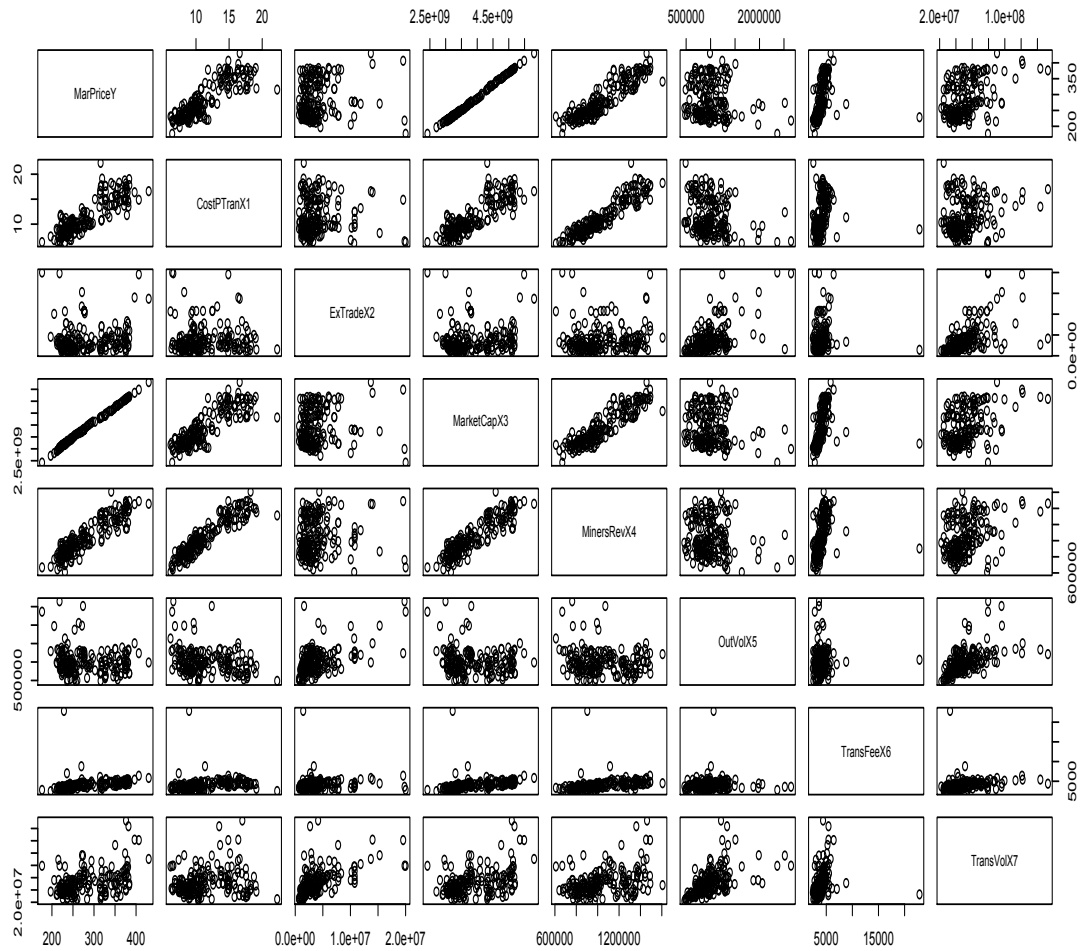 10 15 20
2.5e+09 4.5e+09
500000 2000000
2.0e+07 1.0e+08
MarPriceY
200 350
10 20
CostPTranX1
ExTradeX2
0.0e+00
2.5e+09
MarketCapX3
MinersRevX4
600000
500000
OutVolX5
TransFeeX6
5000
2.0e+07
TransVolX7
200 300 400
0.0e+00 1.0e+07 2.0e+07
600000 1200000
5000 15000